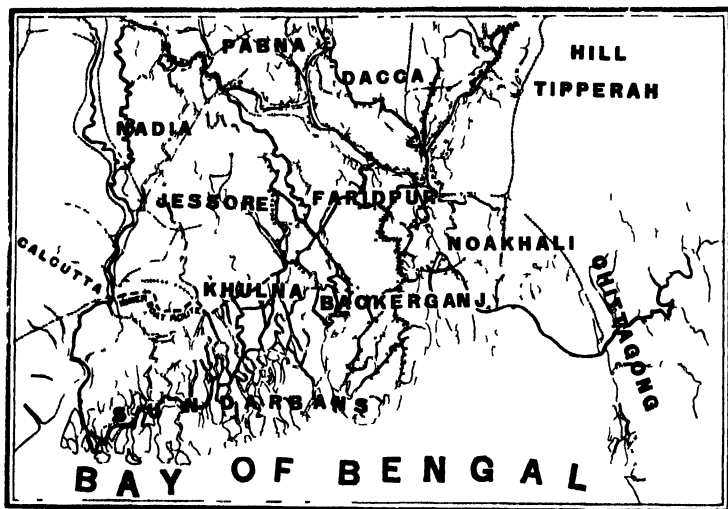 PABNA
HILL
TIPPERAH
DACCA
NADIA
JESSORE
FARIDPUR
NOAKHALI
CALCUTTA
KHULNA
BACKERGANJ.
CHITTAGONG
SUNDARBANS
BAY OF BENGAL